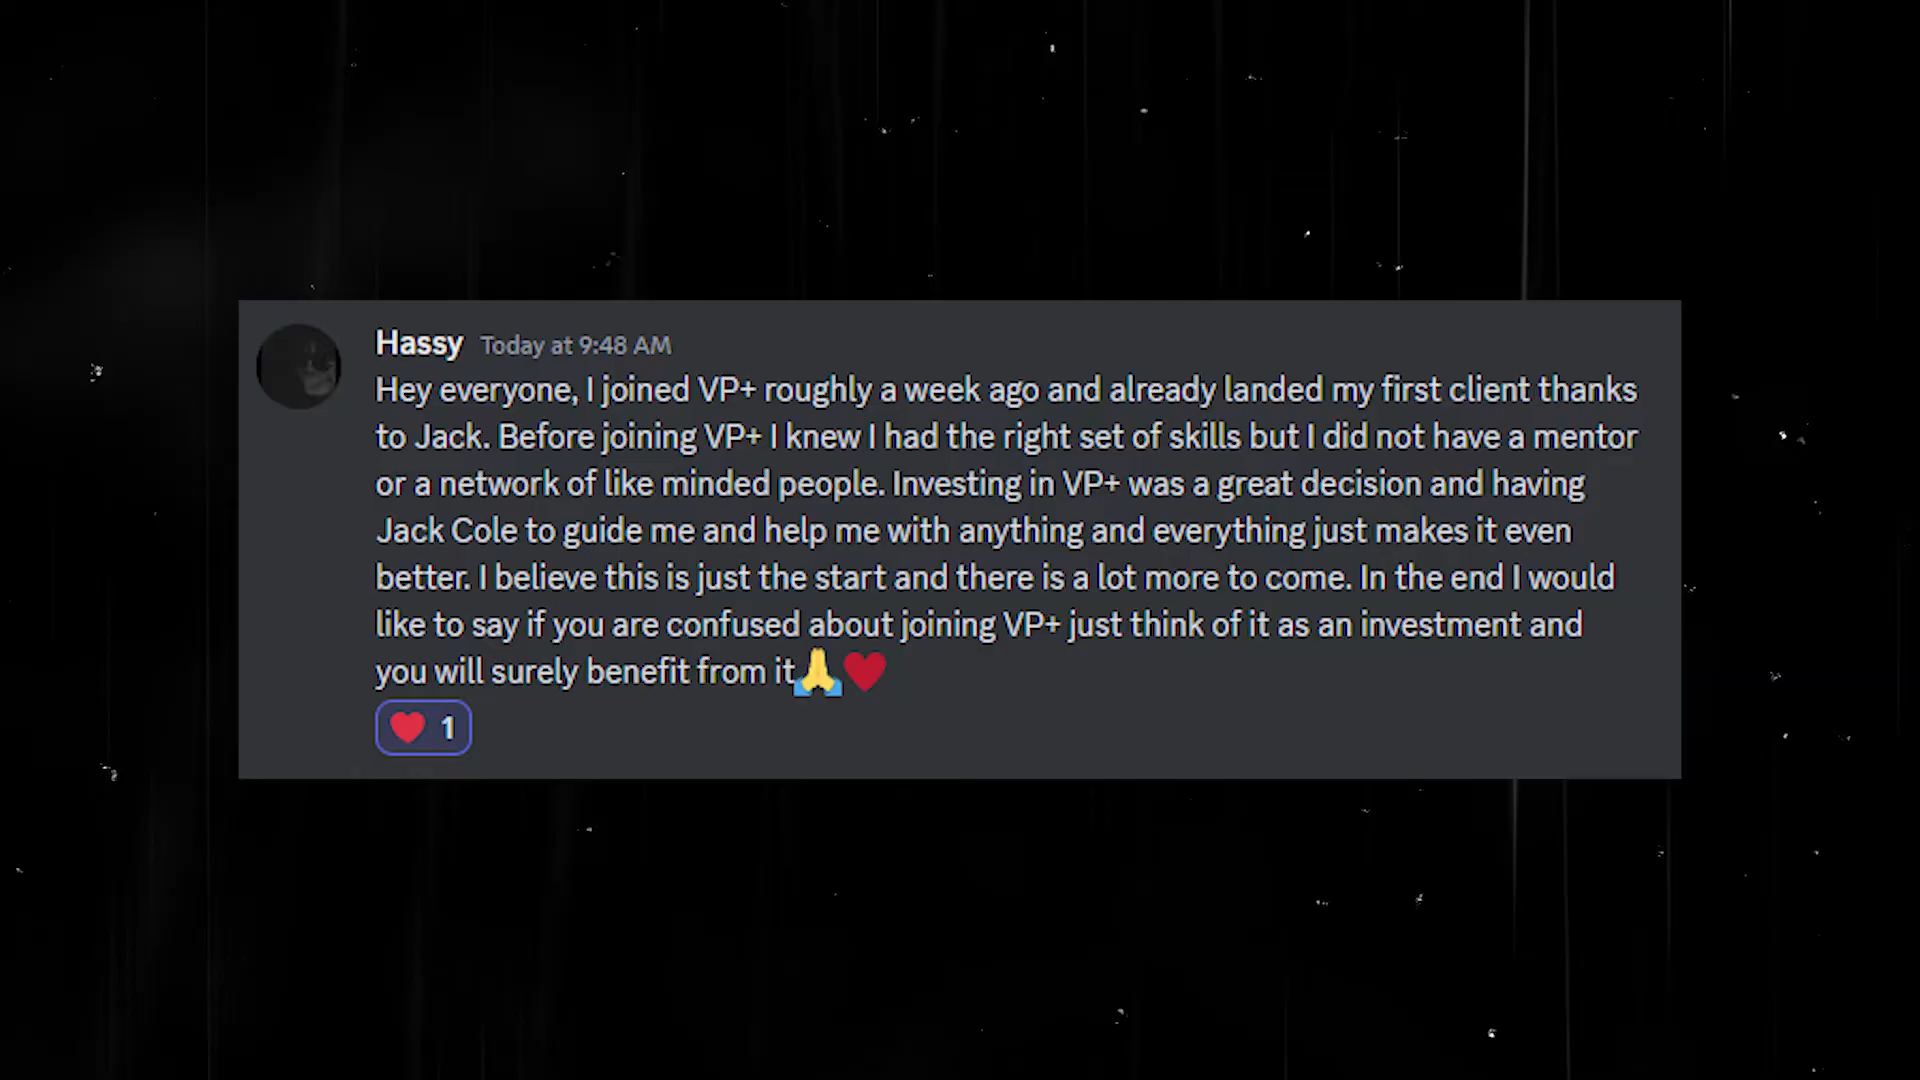 Hassy Today at 9:48 AM
Hey everyone, I joined VP+ roughly a week ago and already landed my first client thanks
to Jack. Before joining VP+ I knew I had the right set of skills but I did not have a mentor
or a network of like minded people. Investing in VP+ was a great decision and having
Jack Cole to guide me and help me with anything and everything just makes it even
better. I believe this is just the start and there is a lot more to come. In the end I would
like to say if you are confused about joining VP+ just think of it as an investment and
you will surely benefit from it🙏❤️
❤️ 1